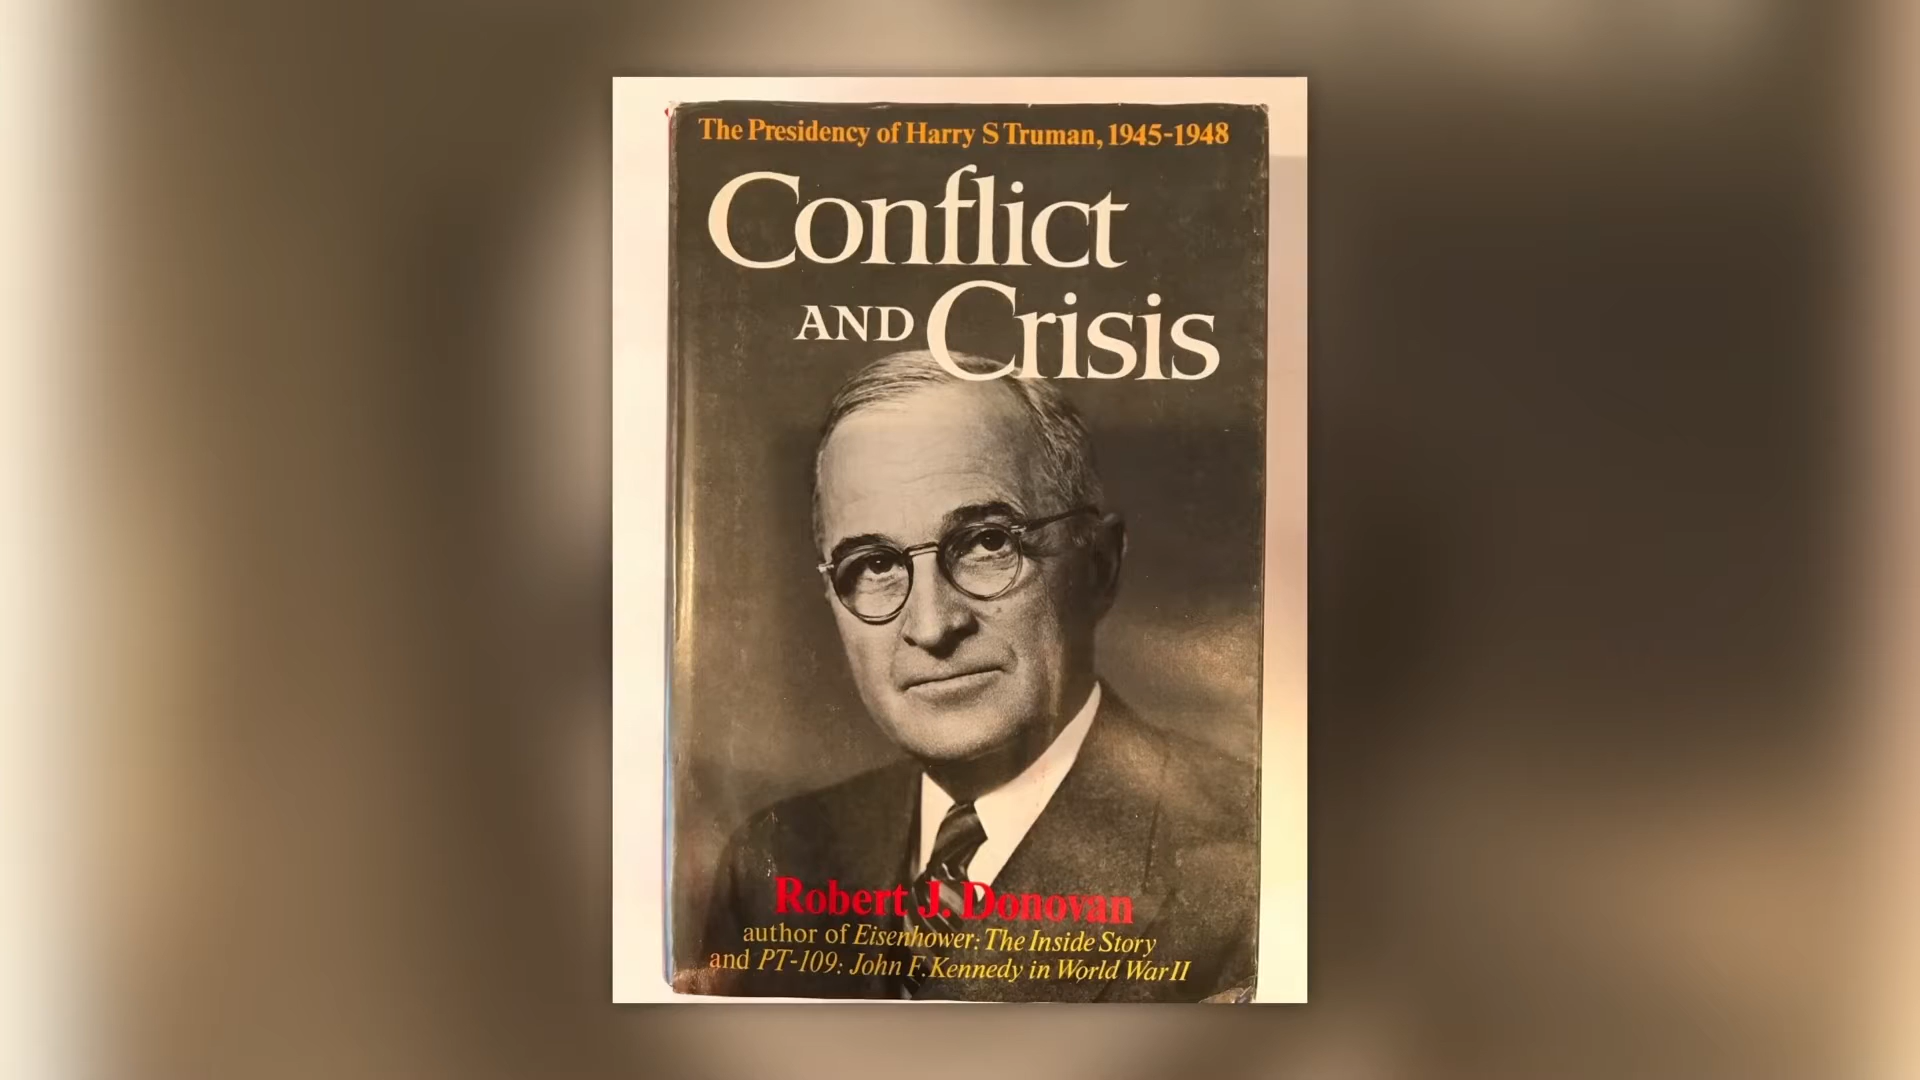 The Presidency of Harry S Truman, 1945-1948
Conflict
AND Crisis
Robert J. Donovan
author of Eisenhower: The Inside Story
and PT-109: John F. Kennedy in World War II